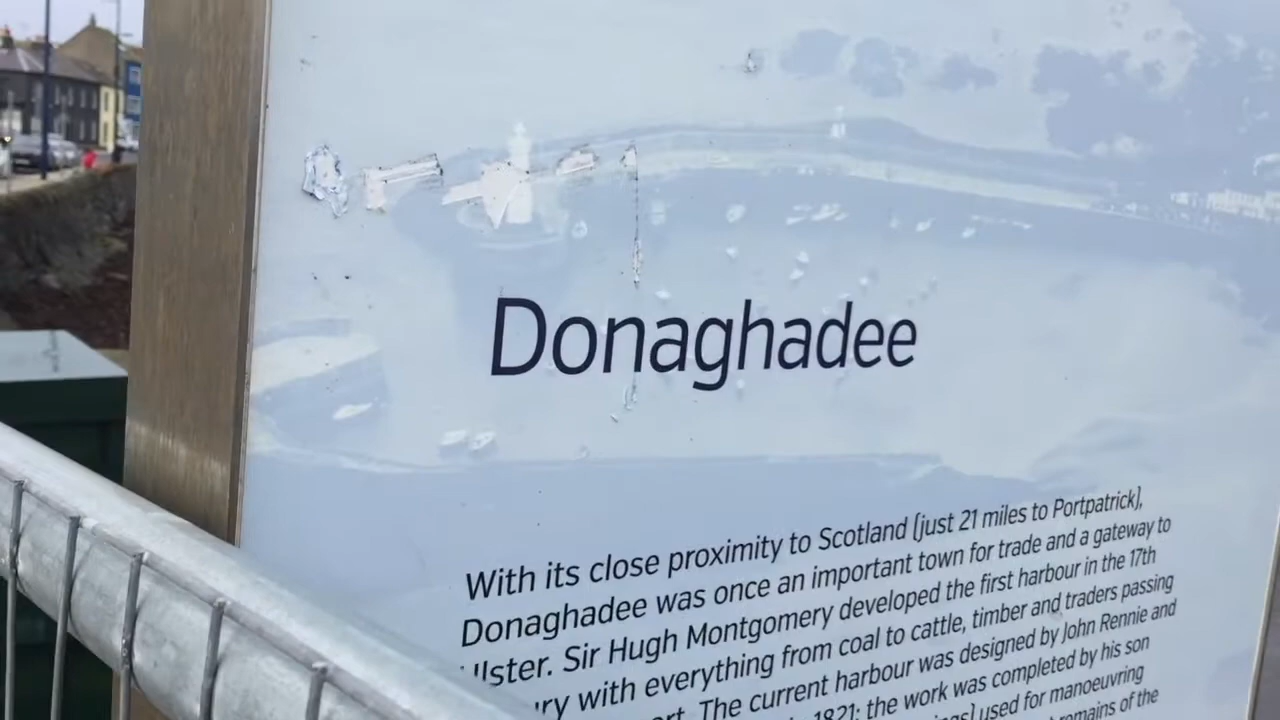 Donaghadee
With its close proximity to Scotland (just 21 miles to Portpatrick),
Donaghadee was once an important town for trade and a gateway to
Ulster. Sir Hugh Montgomery developed the first harbour in the 17th
with everything from coal to cattle, timber and traders passing
The current harbour was designed by John Rennie and
1821; the work was completed by his son
used for manoeuvring
remains of the